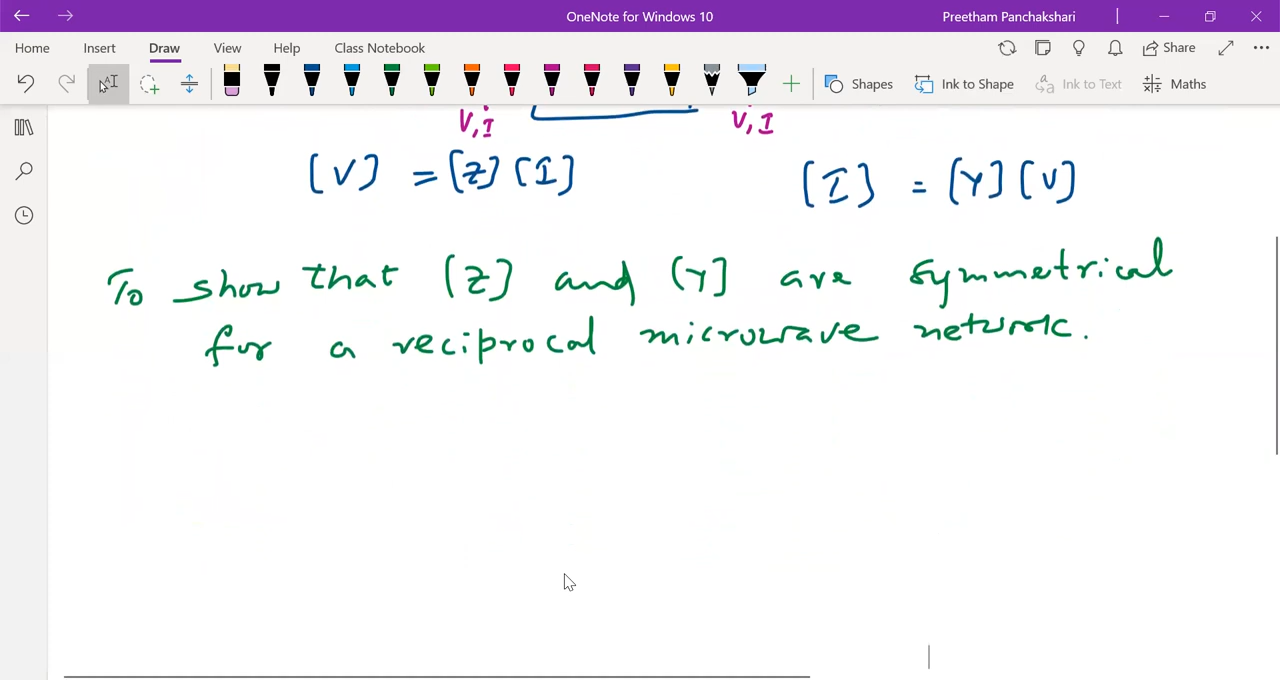 OneNote for Windows 10
Preetham Panchakshari
Home Insert Draw View Help Class Notebook
Share
Shapes Ink to Shape Ink to Text Maths
V, I V, I
[V] = [Z] [I] [I] = [Y] [V]
To show that [Z] and [Y] are symmetrical
for a reciprocal microwave network.